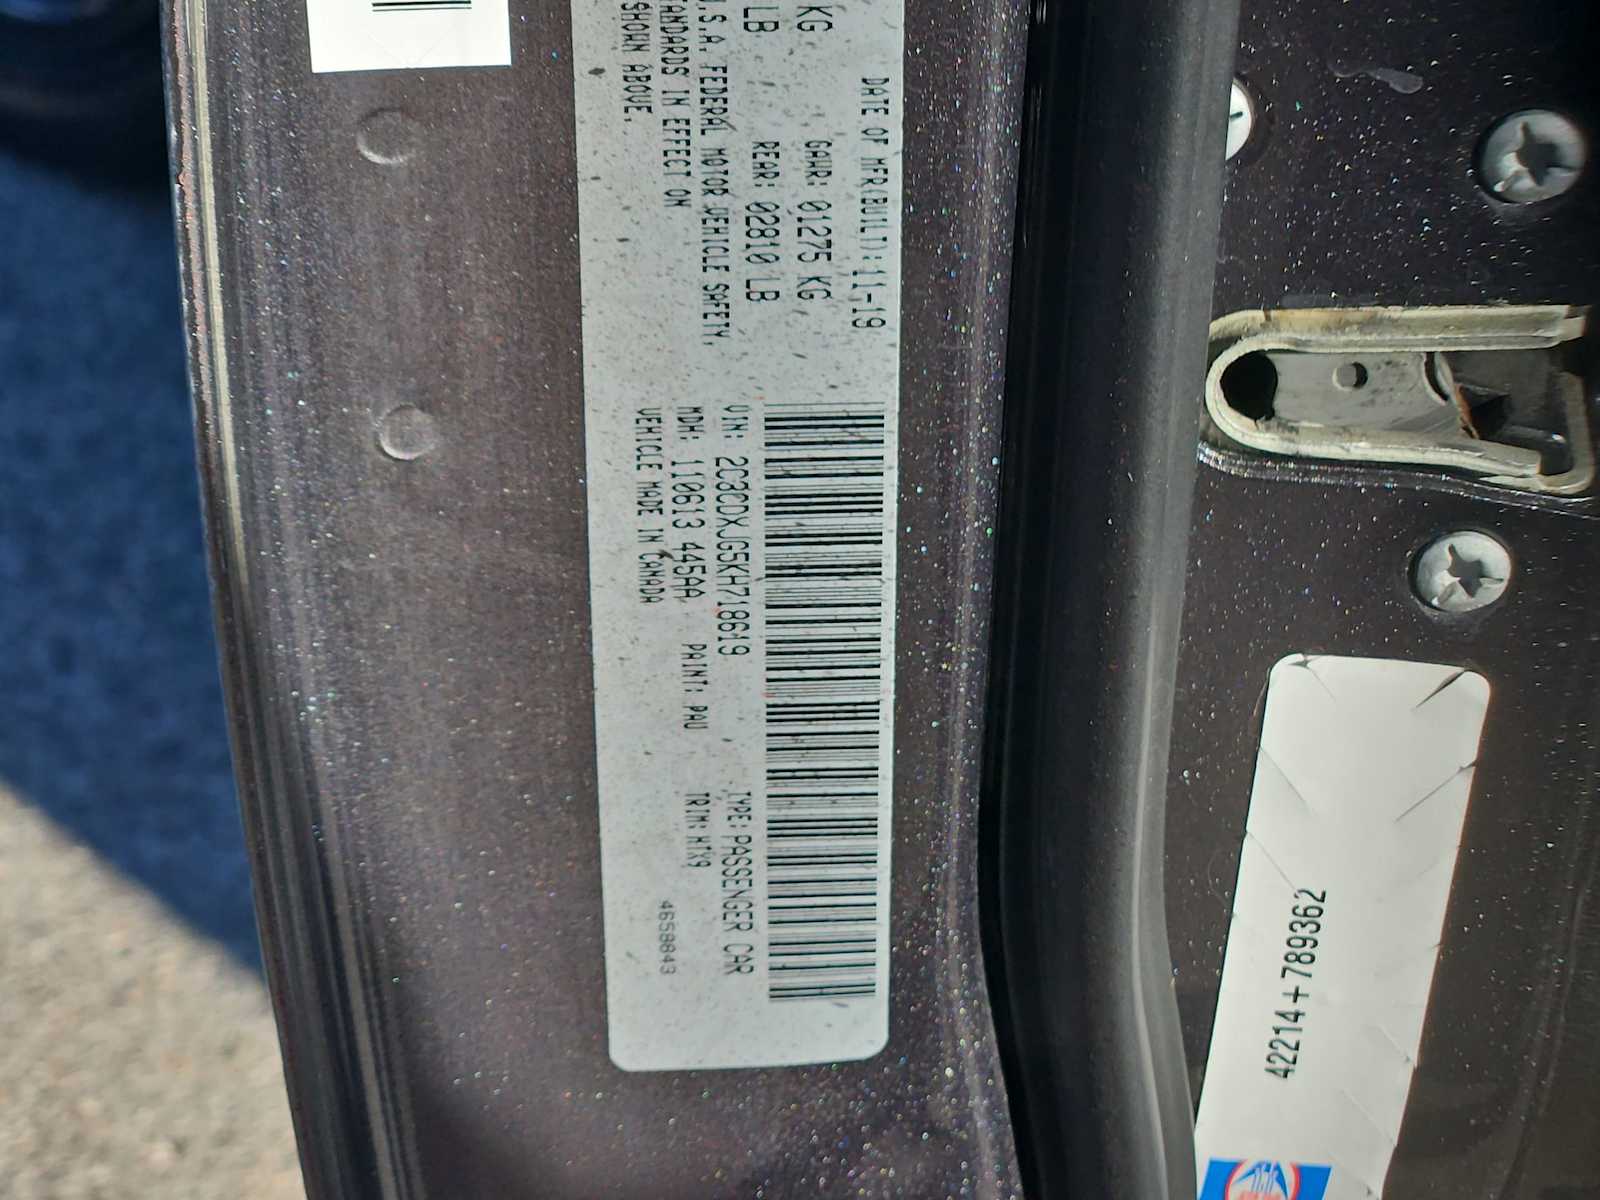 DATE OF MFR(BUILT):11-19
KG GAWR: 01275 KG
LB REAR: 02810 LB
U.S.A. FEDERAL MOTOR VEHICLE SAFETY,
STANDARDS IN EFFECT ON
SHOWN ABOVE.
VIN: 2C3CDXJG5KH718619 TYPE: PASSENGER CAR
MDH: 110613 445AA PAINT: PAU TRIM: HTX9
VEHICLE MADE IN CANADA 4658843
42214+789362